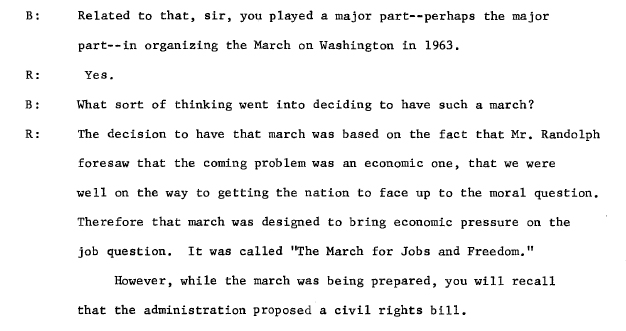 B: Related to that, sir, you played a major part--perhaps the major
part--in organizing the March on Washington in 1963.
R: Yes.
B: What sort of thinking went into deciding to have such a march?
R: The decision to have that march was based on the fact that Mr. Randolph
foresaw that the coming problem was an economic one, that we were
well on the way to getting the nation to face up to the moral question.
Therefore that march was designed to bring economic pressure on the
job question. It was called "The March for Jobs and Freedom."
However, while the march was being prepared, you will recall
that the administration proposed a civil rights bill.